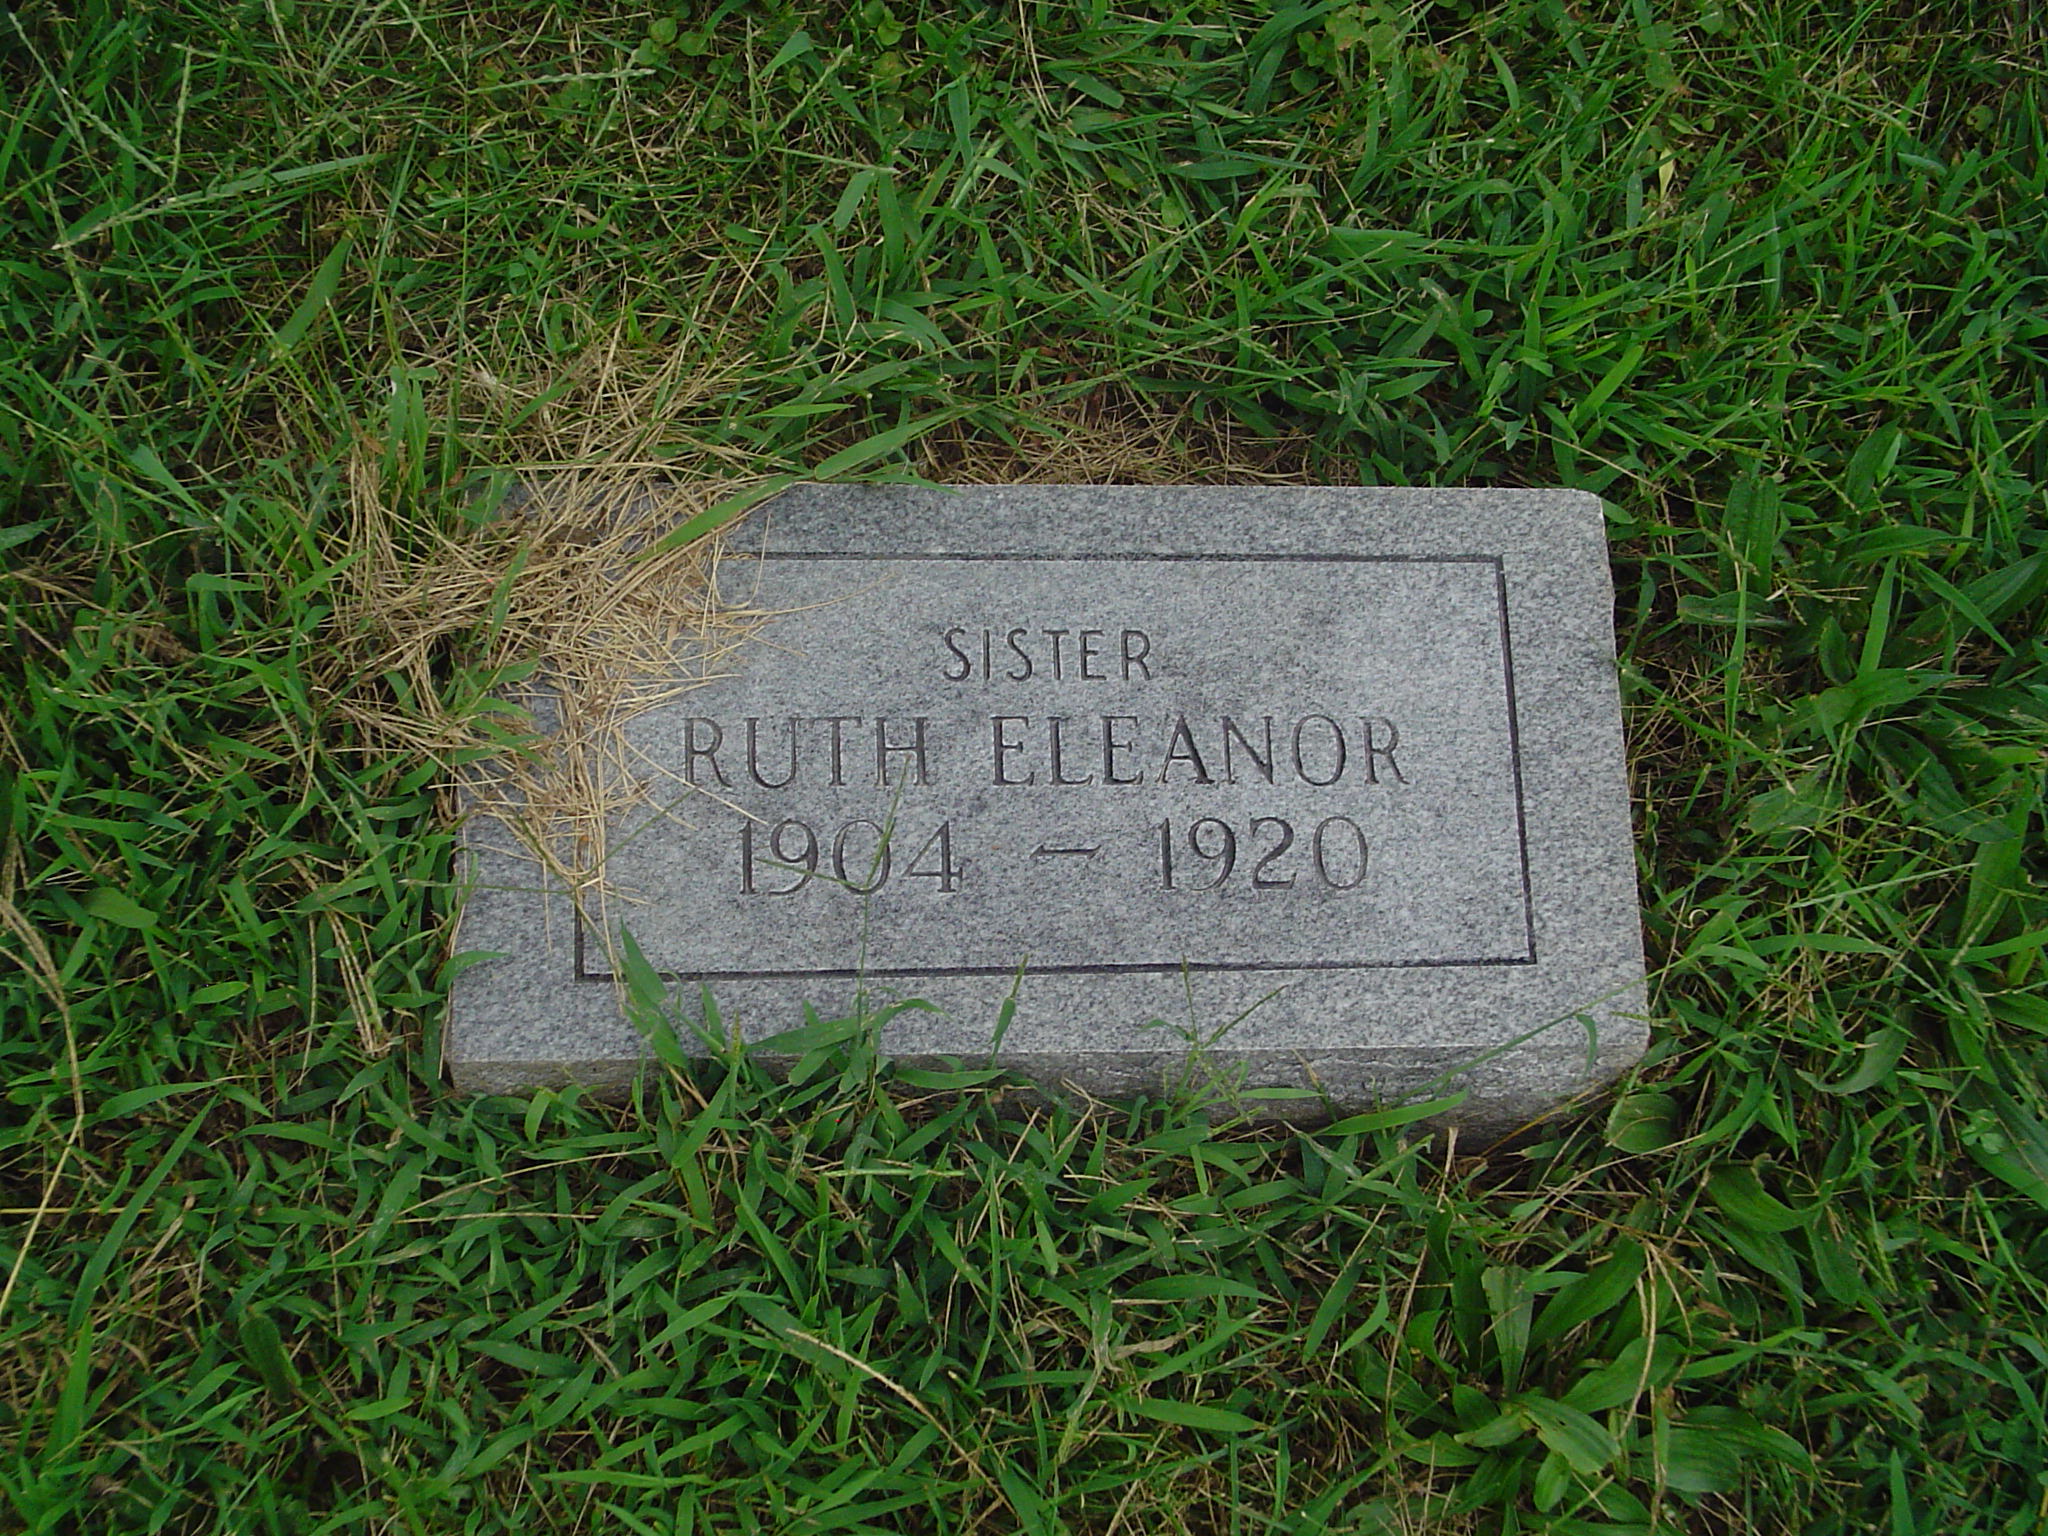 SISTER
RUTH ELEANOR
1904 - 1920